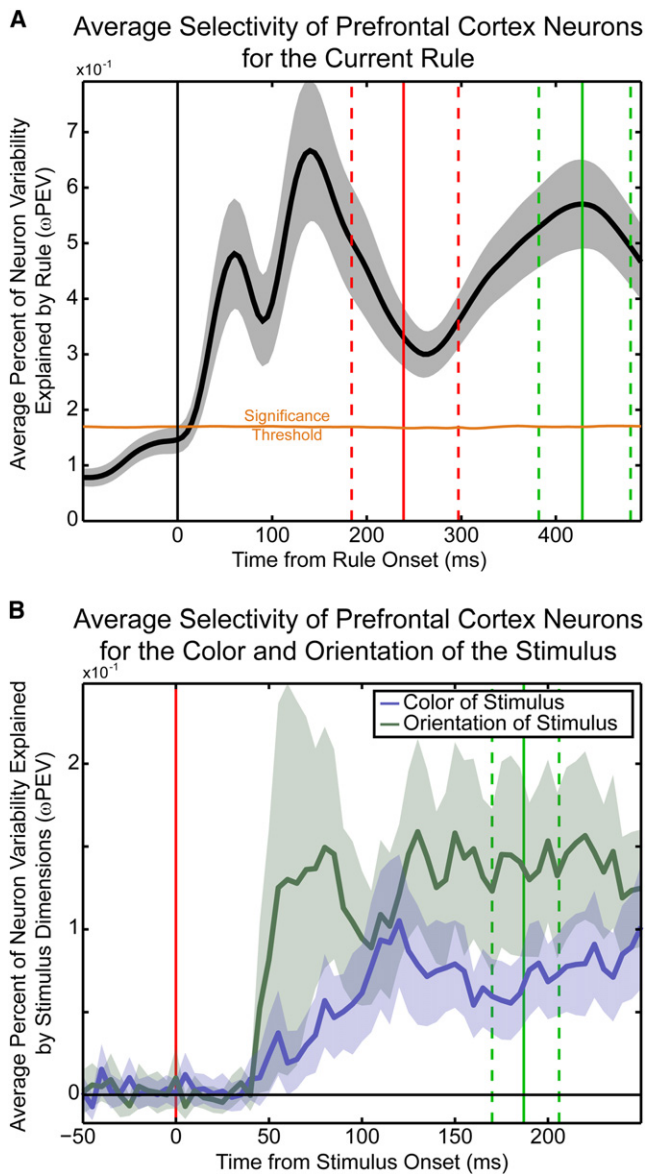 A
Average Selectivity of Prefrontal Cortex Neurons
for the Current Rule
x10⁻¹
Average Percent of Neuron Variability
Explained by Rule (ωPEV)
7
6
5
4
3
1
0
Significance
Threshold
0 100 200 300 400
Time from Rule Onset (ms)
B
Average Selectivity of Prefrontal Cortex Neurons
for the Color and Orientation of the Stimulus
x10⁻¹
Average Percent of Neuron Variability Explained
by Stimulus Dimensions (ωPEV)
Color of Stimulus
Orientation of Stimulus
2
1
0
−50 0 50 100 150 200
Time from Stimulus Onset (ms)